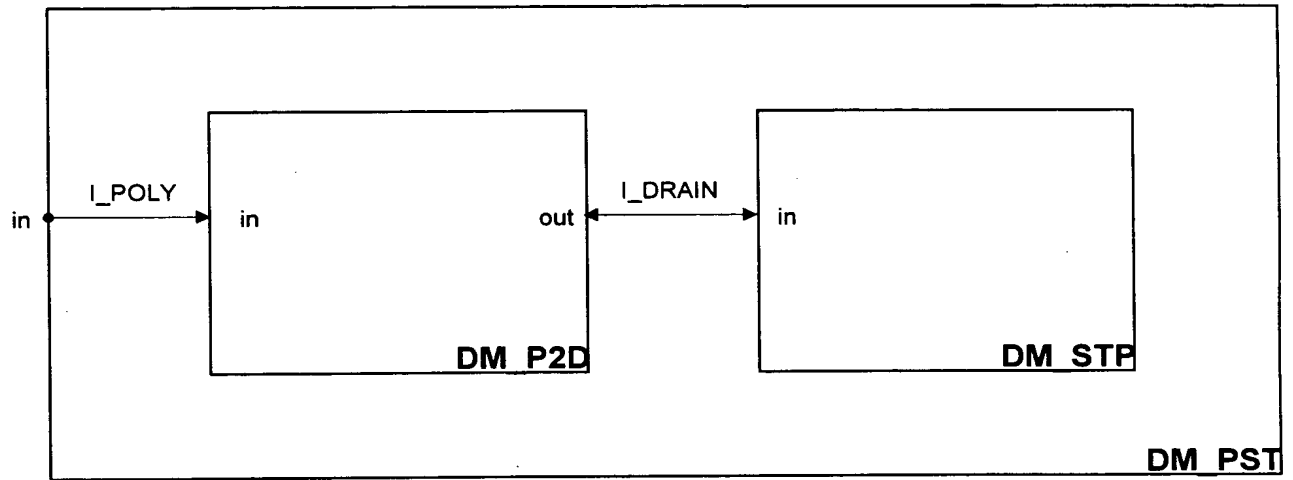 I_POLY
I_DRAIN
in
in
out
in
DM_P2D
DM_STP
DM_PST